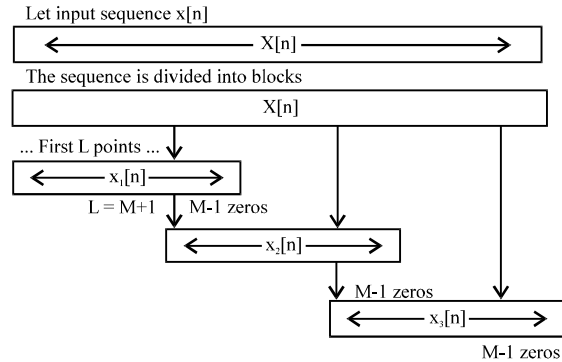 Let input sequence x[n]
X[n]
The sequence is divided into blocks
X[n]
... First L points ...
x₁[n]
L = M+1 M-1 zeros
x₂[n]
M-1 zeros
x₃[n]
M-1 zeros